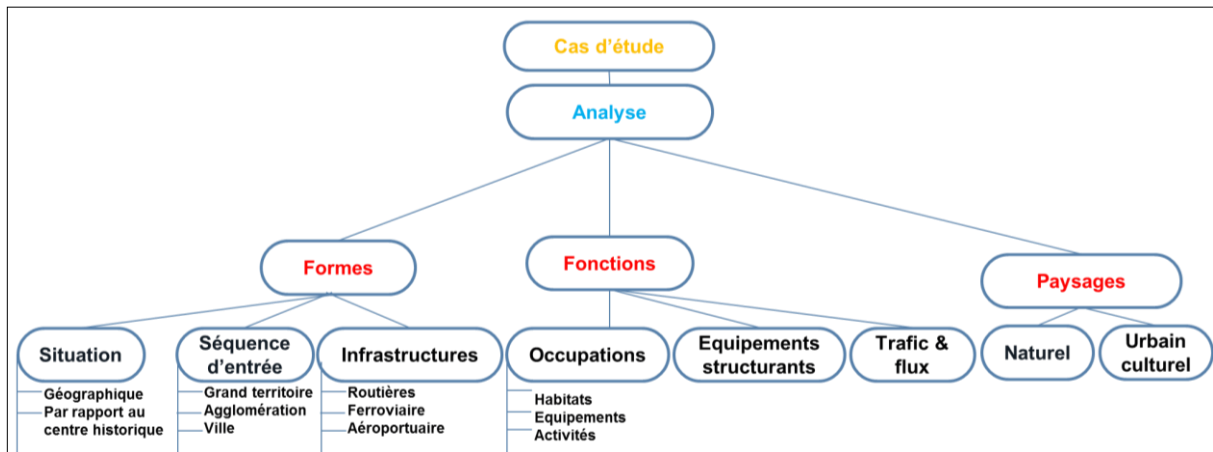 Cas d'étude
Analyse
Formes
Fonctions
Paysages
Situation
Séquence
d'entrée
Infrastructures
Occupations
Equipements
structurants
Trafic &
flux
Naturel
Urbain
culturel
Géographique
Par rapport au
centre historique
Grand territoire
Agglomération
Ville
Routières
Ferroviaire
Aéroportuaire
Habitats
Equipements
Activités